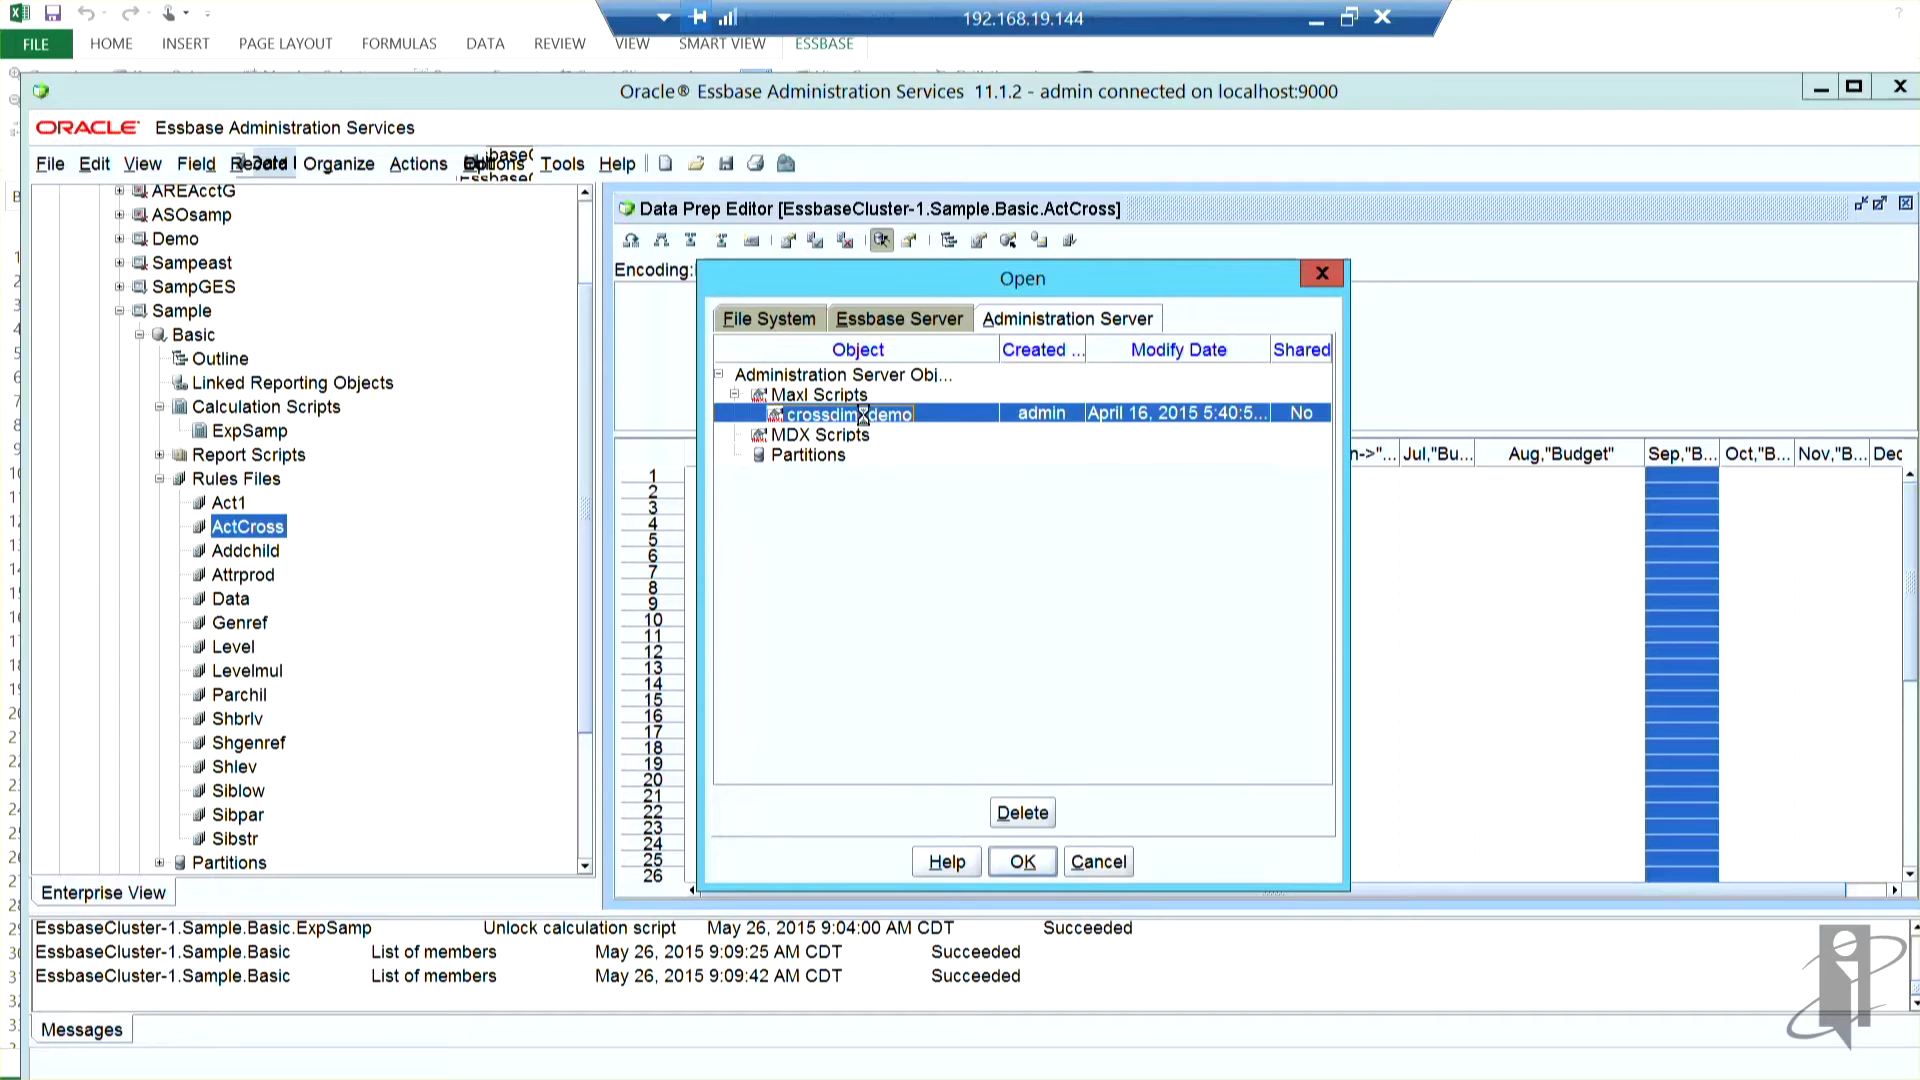 192.168.19.144
FILE HOME INSERT PAGE LAYOUT FORMULAS DATA REVIEW VIEW SMART VIEW ESSBASE
Oracle® Essbase Administration Services 11.1.2 - admin connected on localhost:9000
ORACLE Essbase Administration Services
File Edit View Field Organize Actions Options Tools Help
AREAcctG
ASOsamp
Demo
Sampeast
SampGES
Sample
Basic
Outline
Linked Reporting Objects
Calculation Scripts
ExpSamp
Report Scripts
Rules Files
Act1
ActCross
Addchild
Attrprod
Data
Genref
Level
Levelmul
Parchil
Shbrlv
Shgenref
Shlev
Siblow
Sibpar
Sibstr
Partitions
Enterprise View
Data Prep Editor [EssbaseCluster-1.Sample.Basic.ActCross]
Encoding:
Open
File System Essbase Server Administration Server
Object Created ... Modify Date Shared
Administration Server Obj...
Maxl Scripts
admin April 16, 2015 5:40:5... No
MDX Scripts
Partitions
Delete
Help OK Cancel
n->"... Jul,"Bu... Aug,"Budget" Sep,"B... Oct,"B... Nov,"B... Dec
1
2
3
4
5
6
7
8
9
10
11
12
13
14
15
16
17
18
19
20
21
22
23
24
25
26
EssbaseCluster-1.Sample.Basic.ExpSamp Unlock calculation script May 26, 2015 9:04:00 AM CDT Succeeded
EssbaseCluster-1.Sample.Basic List of members May 26, 2015 9:09:25 AM CDT Succeeded
EssbaseCluster-1.Sample.Basic List of members May 26, 2015 9:09:42 AM CDT Succeeded
Messages